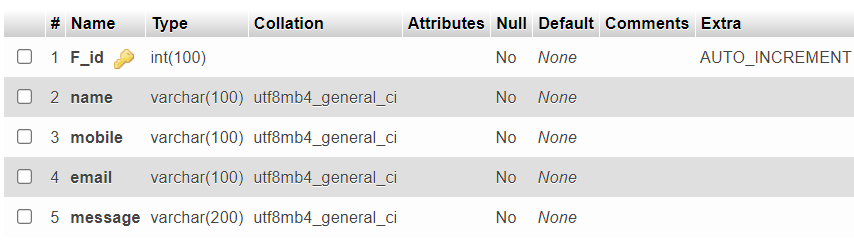 # Name Type Collation Attributes Null Default Comments Extra
1 F_id int(100) No None AUTO_INCREMENT
2 name varchar(100) utf8mb4_general_ci No None
3 mobile varchar(100) utf8mb4_general_ci No None
4 email varchar(100) utf8mb4_general_ci No None
5 message varchar(200) utf8mb4_general_ci No None